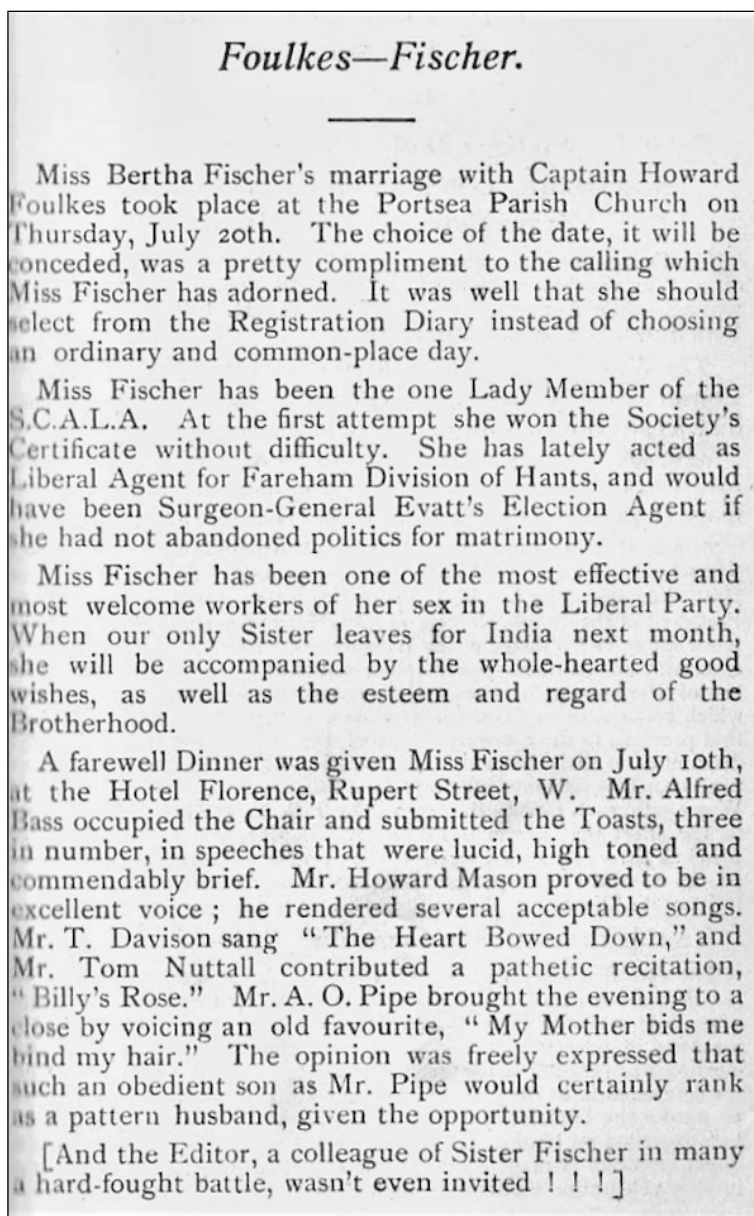 Foulkes—Fischer.
Miss Bertha Fischer's marriage with Captain Howard
Foulkes took place at the Portsea Parish Church on
Thursday, July 20th. The choice of the date, it will be
conceded, was a pretty compliment to the calling which
Miss Fischer has adorned. It was well that she should
select from the Registration Diary instead of choosing
an ordinary and common-place day.
Miss Fischer has been the one Lady Member of the
S.C.A.L.A. At the first attempt she won the Society's
Certificate without difficulty. She has lately acted as
Liberal Agent for Fareham Division of Hants, and would
have been Surgeon-General Evatt's Election Agent if
she had not abandoned politics for matrimony.
Miss Fischer has been one of the most effective and
most welcome workers of her sex in the Liberal Party.
When our only Sister leaves for India next month,
she will be accompanied by the whole-hearted good
wishes, as well as the esteem and regard of the
Brotherhood.
A farewell Dinner was given Miss Fischer on July 10th,
at the Hotel Florence, Rupert Street, W. Mr. Alfred
Bass occupied the Chair and submitted the Toasts, three
in number, in speeches that were lucid, high toned and
commendably brief. Mr. Howard Mason proved to be in
excellent voice ; he rendered several acceptable songs.
Mr. T. Davison sang "The Heart Bowed Down," and
Mr. Tom Nuttall contributed a pathetic recitation,
"Billy's Rose." Mr. A. O. Pipe brought the evening to a
close by voicing an old favourite, "My Mother bids me
bind my hair." The opinion was freely expressed that
such an obedient son as Mr. Pipe would certainly rank
as a pattern husband, given the opportunity.
[And the Editor, a colleague of Sister Fischer in many
a hard-fought battle, wasn't even invited ! ! !]